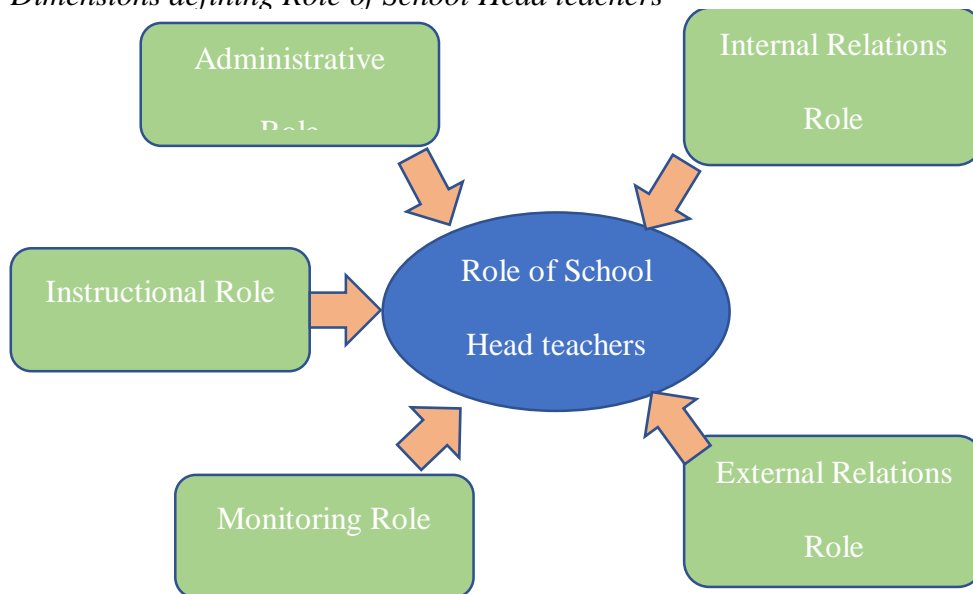 Dimensions defining Role of School Head teachers
Administrative
Role
Internal Relations
Role
Instructional Role
Role of School
Head teachers
Monitoring Role
External Relations
Role